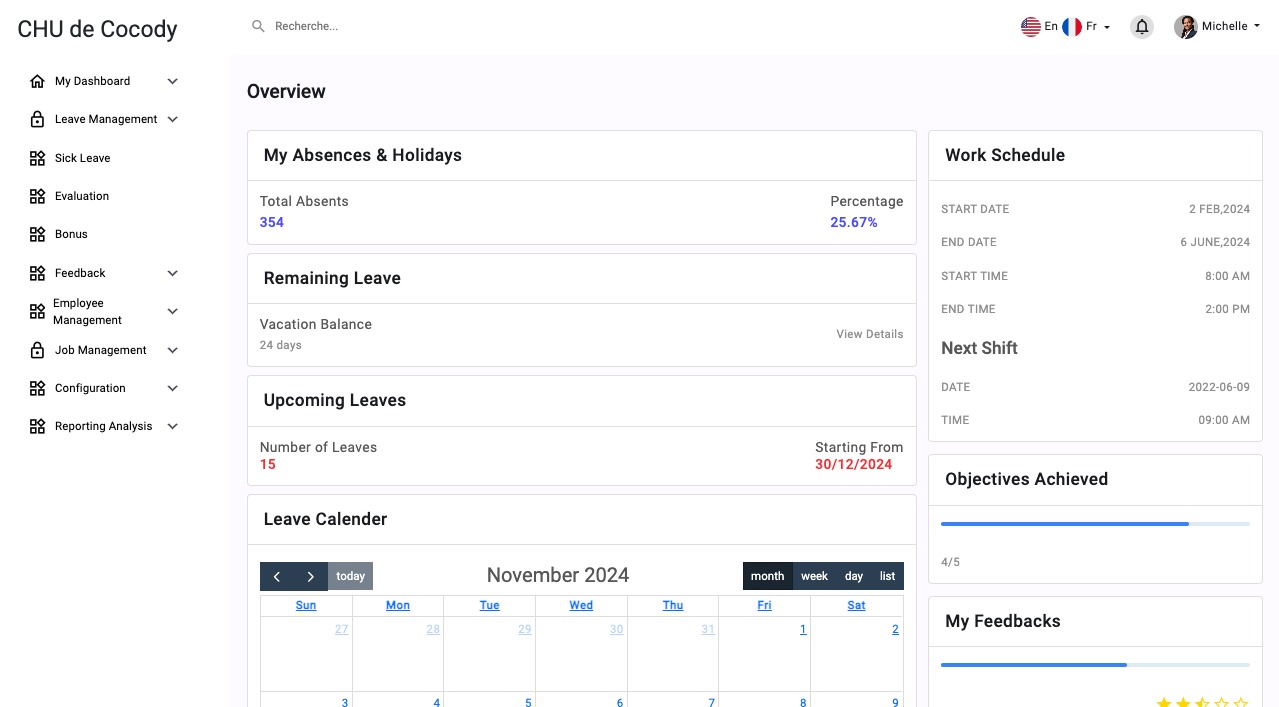 CHU de Cocody
Recherche...
En Fr
Michelle
My Dashboard
Leave Management
Sick Leave
Evaluation
Bonus
Feedback
Employee
Management
Job Management
Configuration
Reporting Analysis
Overview
My Absences & Holidays
Total Absents
Percentage
354
25.67%
Remaining Leave
Vacation Balance
24 days
View Details
Upcoming Leaves
Number of Leaves
Starting From
15
30/12/2024
Leave Calender
today
November 2024
month week day list
Sun Mon Tue Wed Thu Fri Sat
27 28 29 30 31 1 2
3 4 5 6 7 8 9
Work Schedule
START DATE 2 FEB,2024
END DATE 6 JUNE,2024
START TIME 8:00 AM
END TIME 2:00 PM
Next Shift
DATE 2022-06-09
TIME 09:00 AM
Objectives Achieved
4/5
My Feedbacks